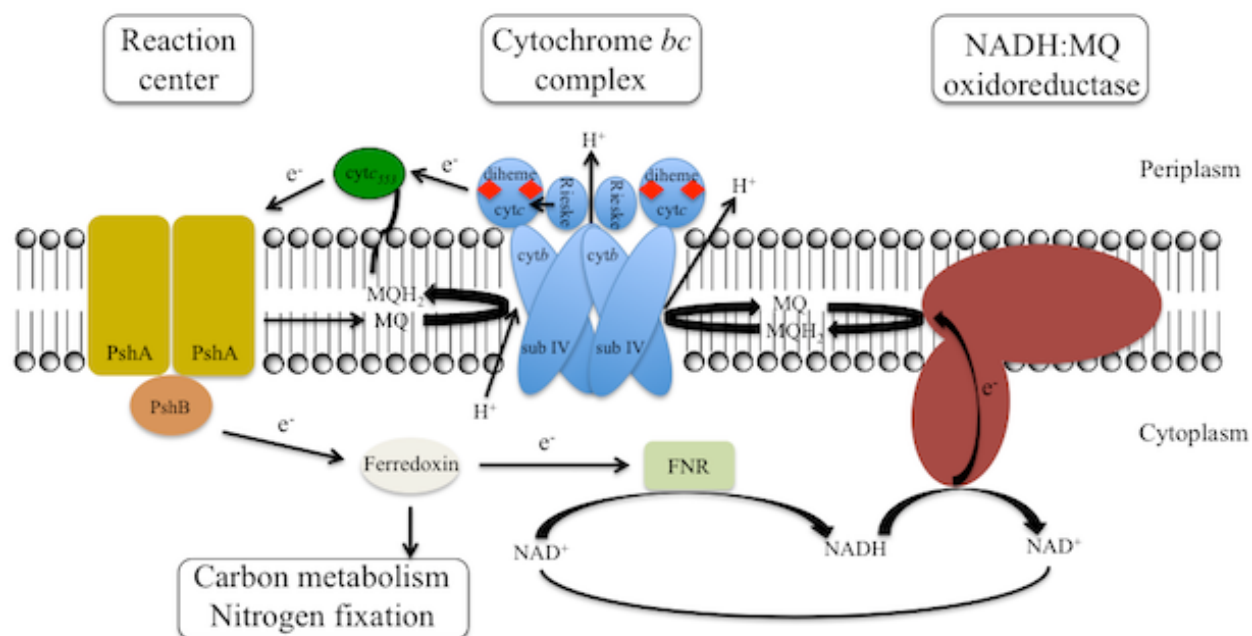 Reaction
center
Cytochrome bc
complex
NADH:MQ
oxidoreductase
H⁺
e⁻
e⁻
cytc₅₅₃
diheme
cytc
Rieske
Rieske
diheme
cytc
H⁺
Periplasm
cytb
cytb
MQH₂
MQ
MQ
MQH₂
PshA
PshA
sub IV
sub IV
PshB
H⁺
e⁻
Cytoplasm
e⁻
Ferredoxin
e⁻
FNR
NAD⁺
NADH
NAD⁺
Carbon metabolism
Nitrogen fixation